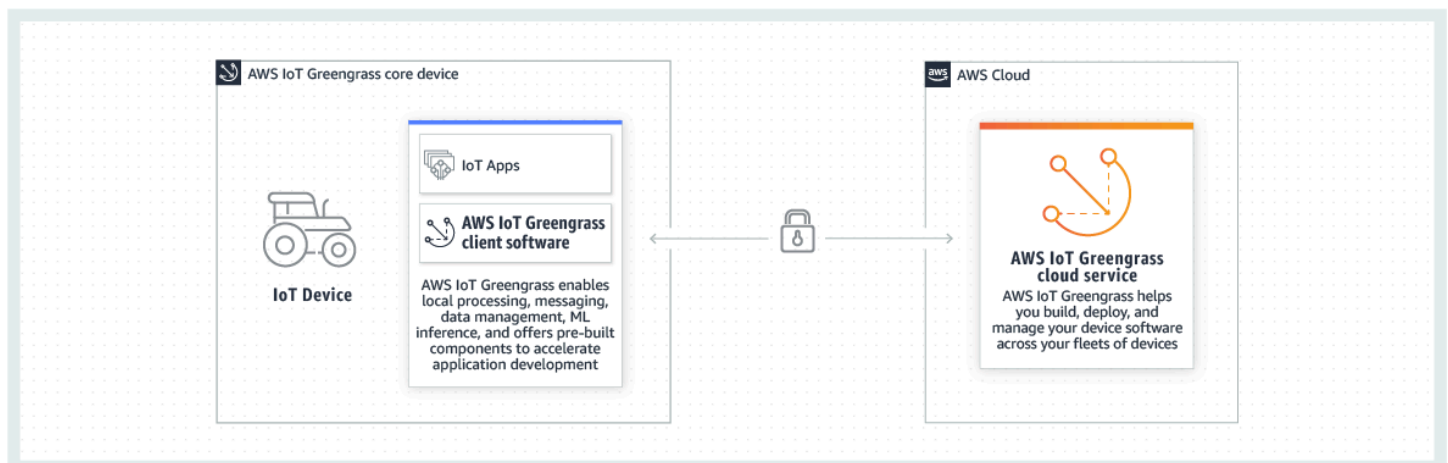 AWS IoT Greengrass core device
IoT Device
IoT Apps
AWS IoT Greengrass
client software
AWS IoT Greengrass enables
local processing, messaging,
data management, ML
inference, and offers pre-built
components to accelerate
application development
aws
AWS Cloud
AWS IoT Greengrass
cloud service
AWS IoT Greengrass helps
you build, deploy, and
manage your device software
across your fleets of devices